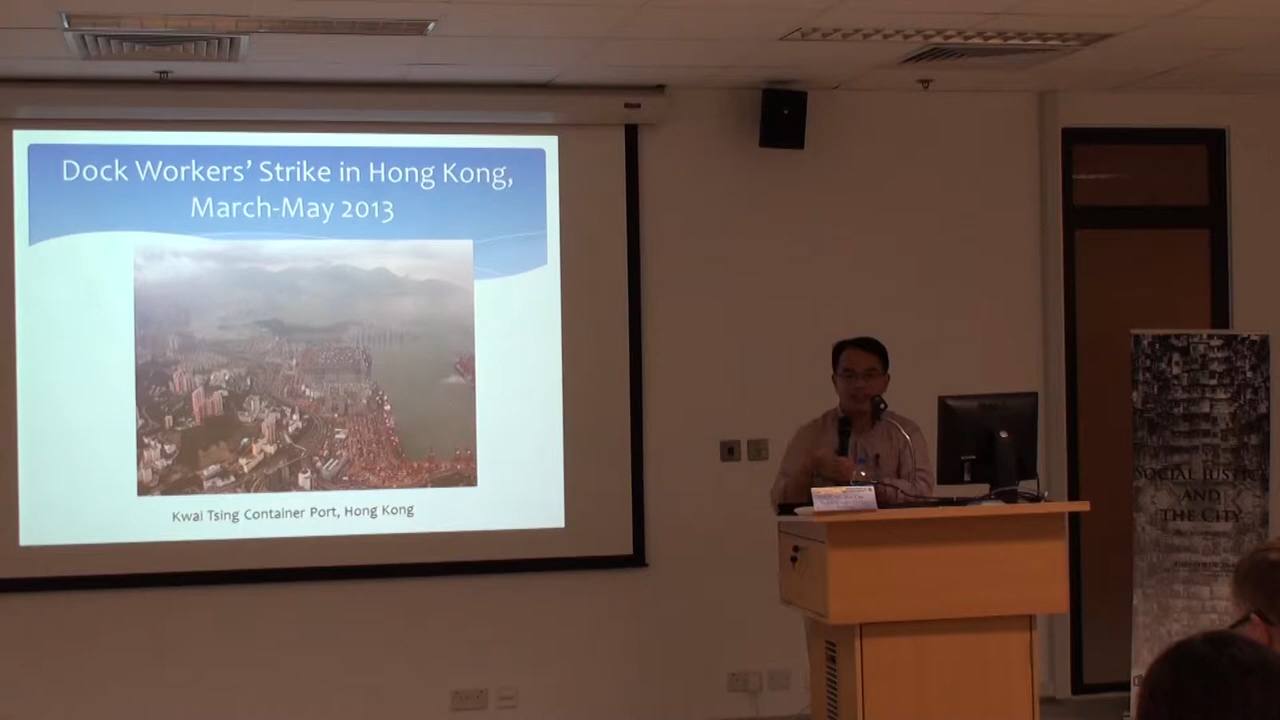 Dock Workers’ Strike in Hong Kong,
March-May 2013
Kwai Tsing Container Port, Hong Kong
SOCIAL JUSTICE
AND
THE CITY